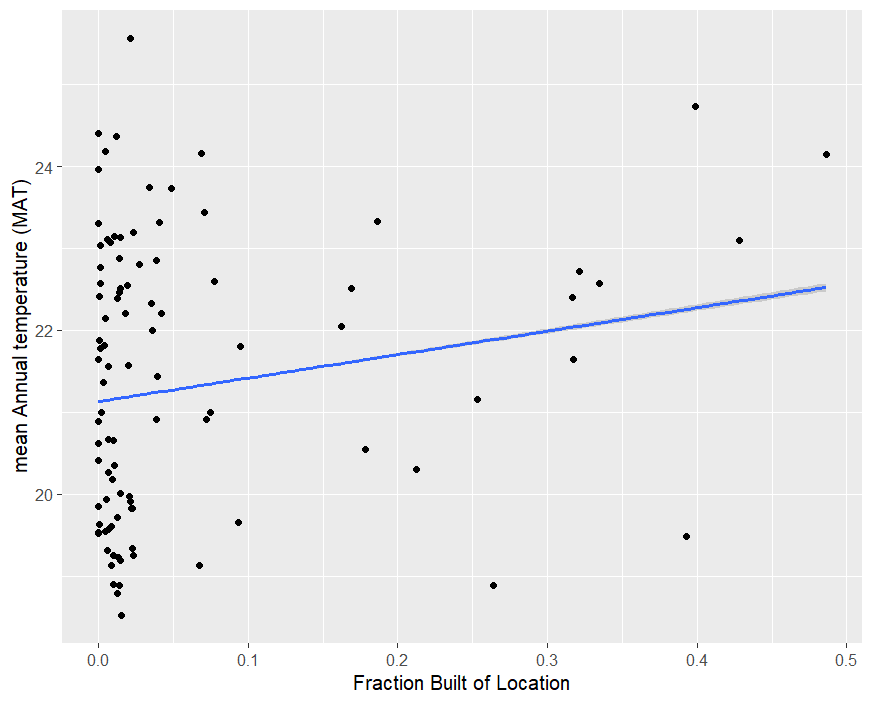 mean Annual temperature (MAT)
24
22
20
0.0 0.1 0.2 0.3 0.4 0.5
Fraction Built of Location